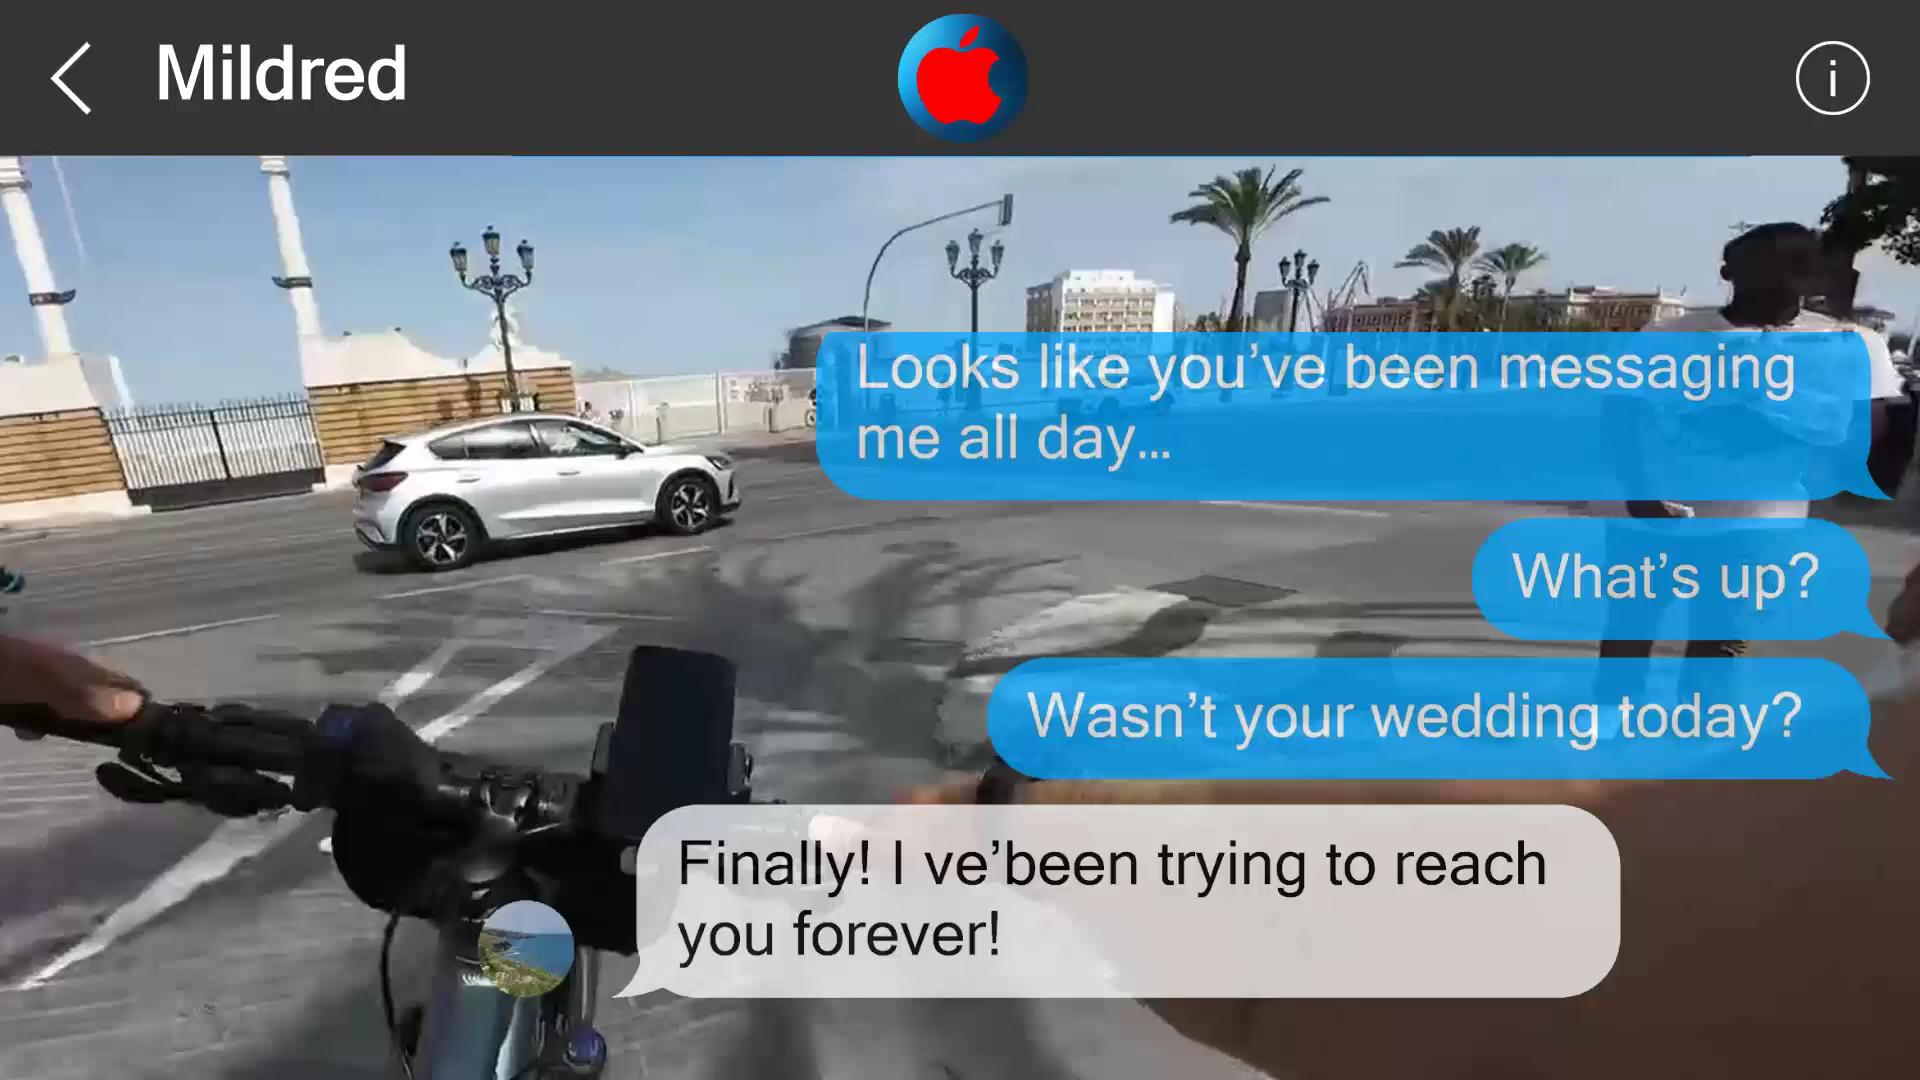 Mildred
Looks like you’ve been messaging
me all day...
What’s up?
Wasn’t your wedding today?
Finally! I ve’been trying to reach
you forever!